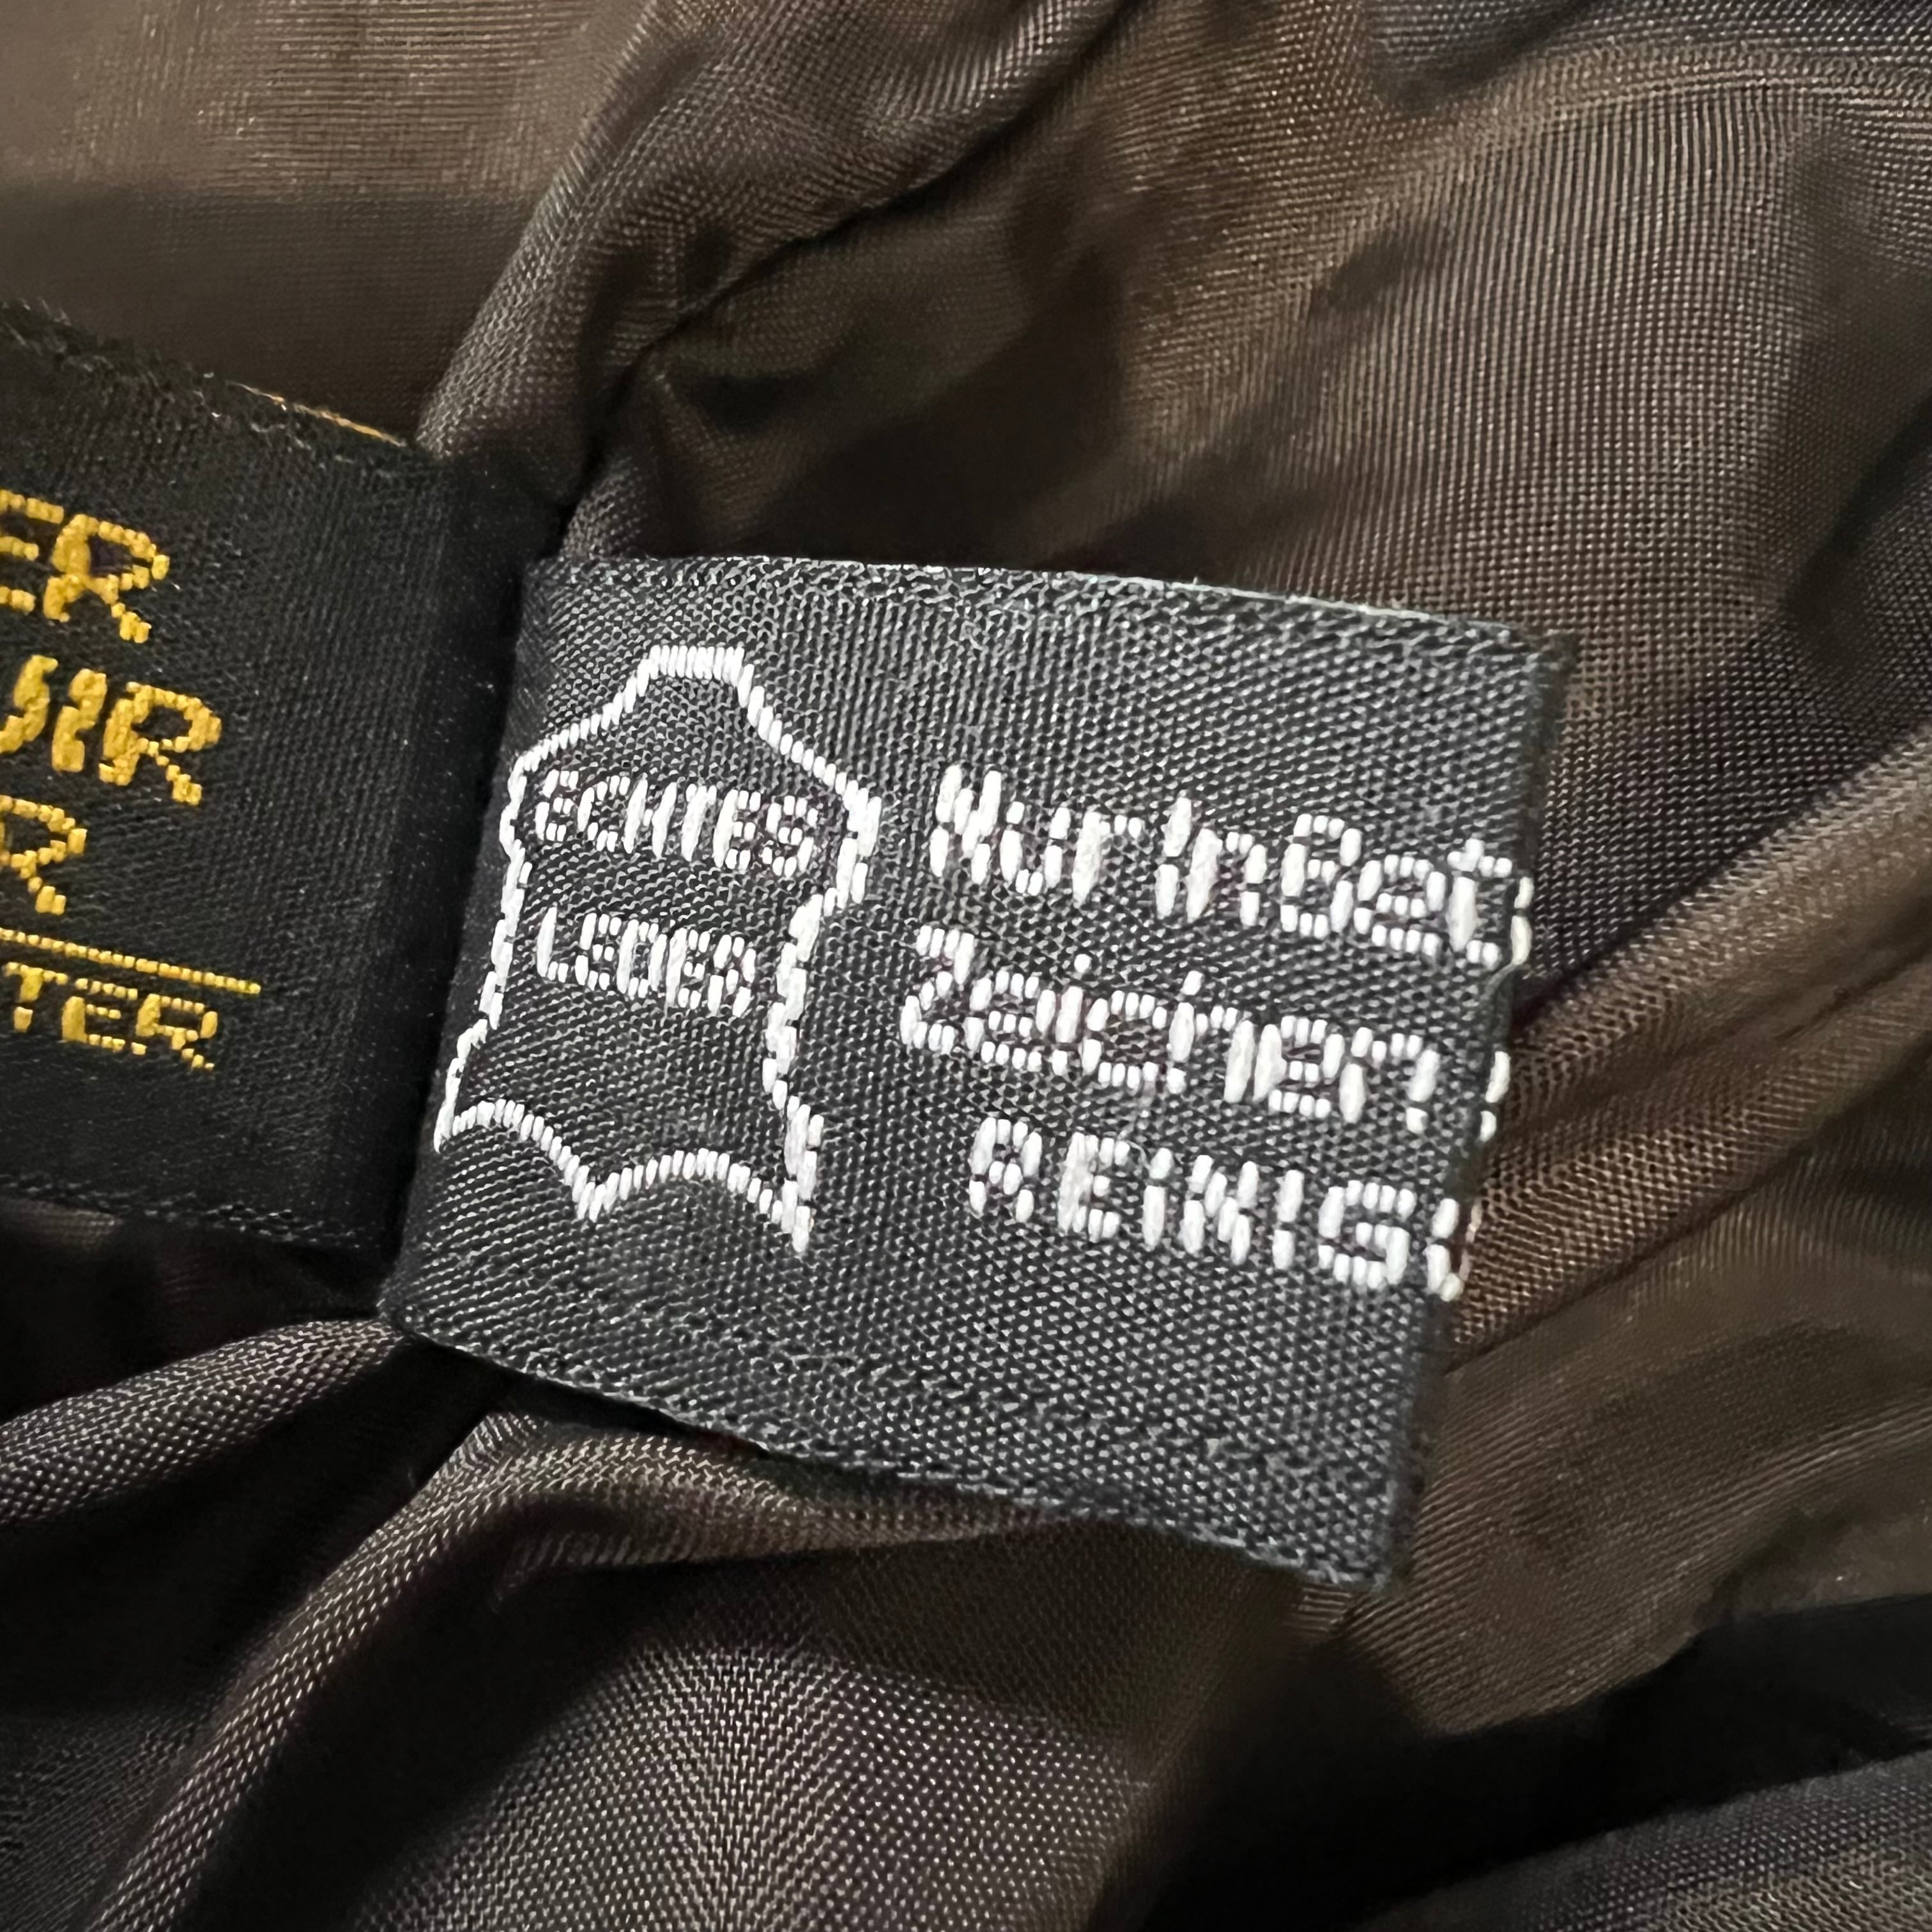 ER
UIR
R
TER
ECHTES
LEDER
Nur in Bet
Zeichen
REINIG